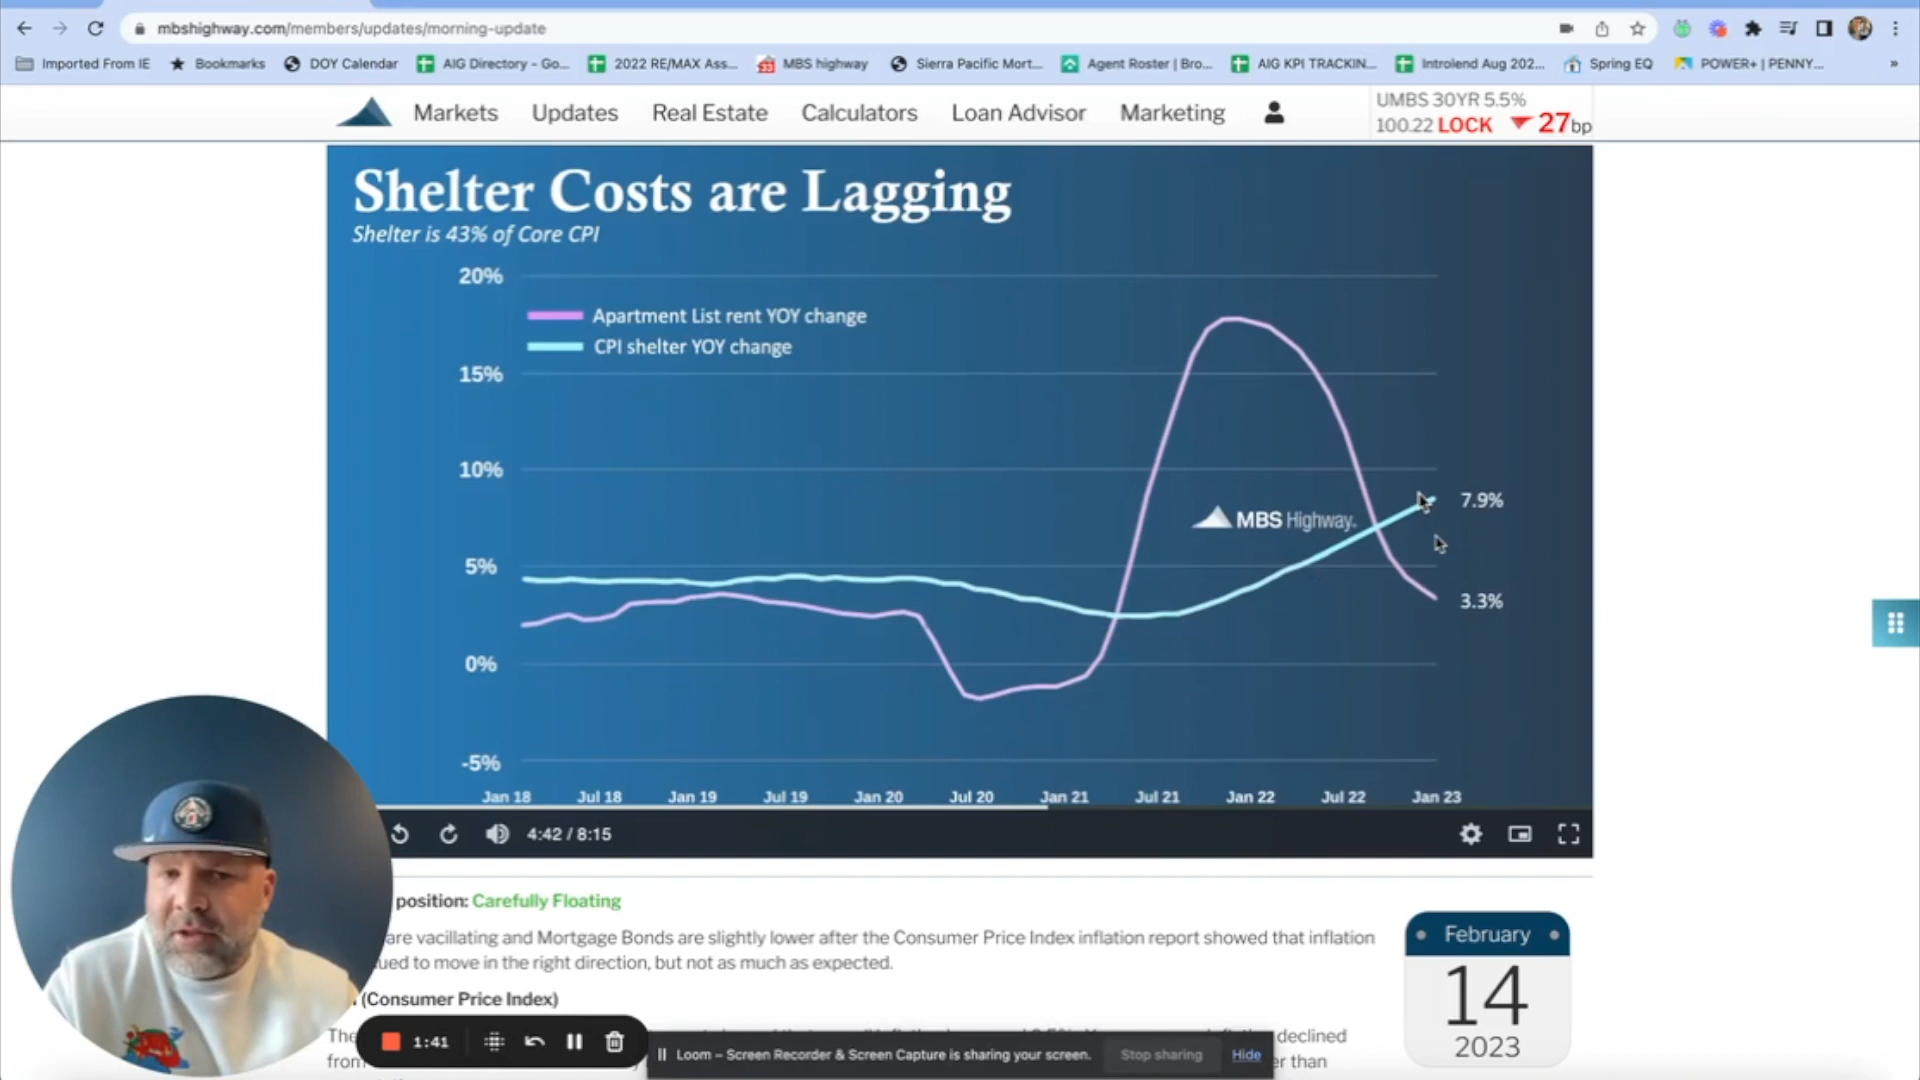 mbshighway.com/members/updates/morning-update
Imported From IE Bookmarks DOY Calendar AIG Directory – Go... 2022 RE/MAX Ass... MBS highway Sierra Pacific Mort... Agent Roster | Bro... AIG KPI TRACKIN... Introlend Aug 202... Spring EQ POWER+ | PENNY... »
Markets Updates Real Estate Calculators Loan Advisor Marketing
UMBS 30YR 5.5%
100.22 LOCK 27bp
Shelter Costs are Lagging
Shelter is 43% of Core CPI
20%
Apartment List rent YOY change
CPI shelter YOY change
15%
10%
7.9%
MBS Highway
5%
3.3%
0%
-5%
Jan 18 Jul 18 Jan 19 Jul 19 Jan 20 Jul 20 Jan 21 Jul 21 Jan 22 Jul 22 Jan 23
4:42 / 8:15
position: Carefully Floating
are vacillating and Mortgage Bonds are slightly lower after the Consumer Price Index inflation report showed that inflation
ued to move in the right direction, but not as much as expected.
(Consumer Price Index)
February
14
2023
The declined
from er than
1:41
Loom – Screen Recorder & Screen Capture is sharing your screen. Stop sharing Hide